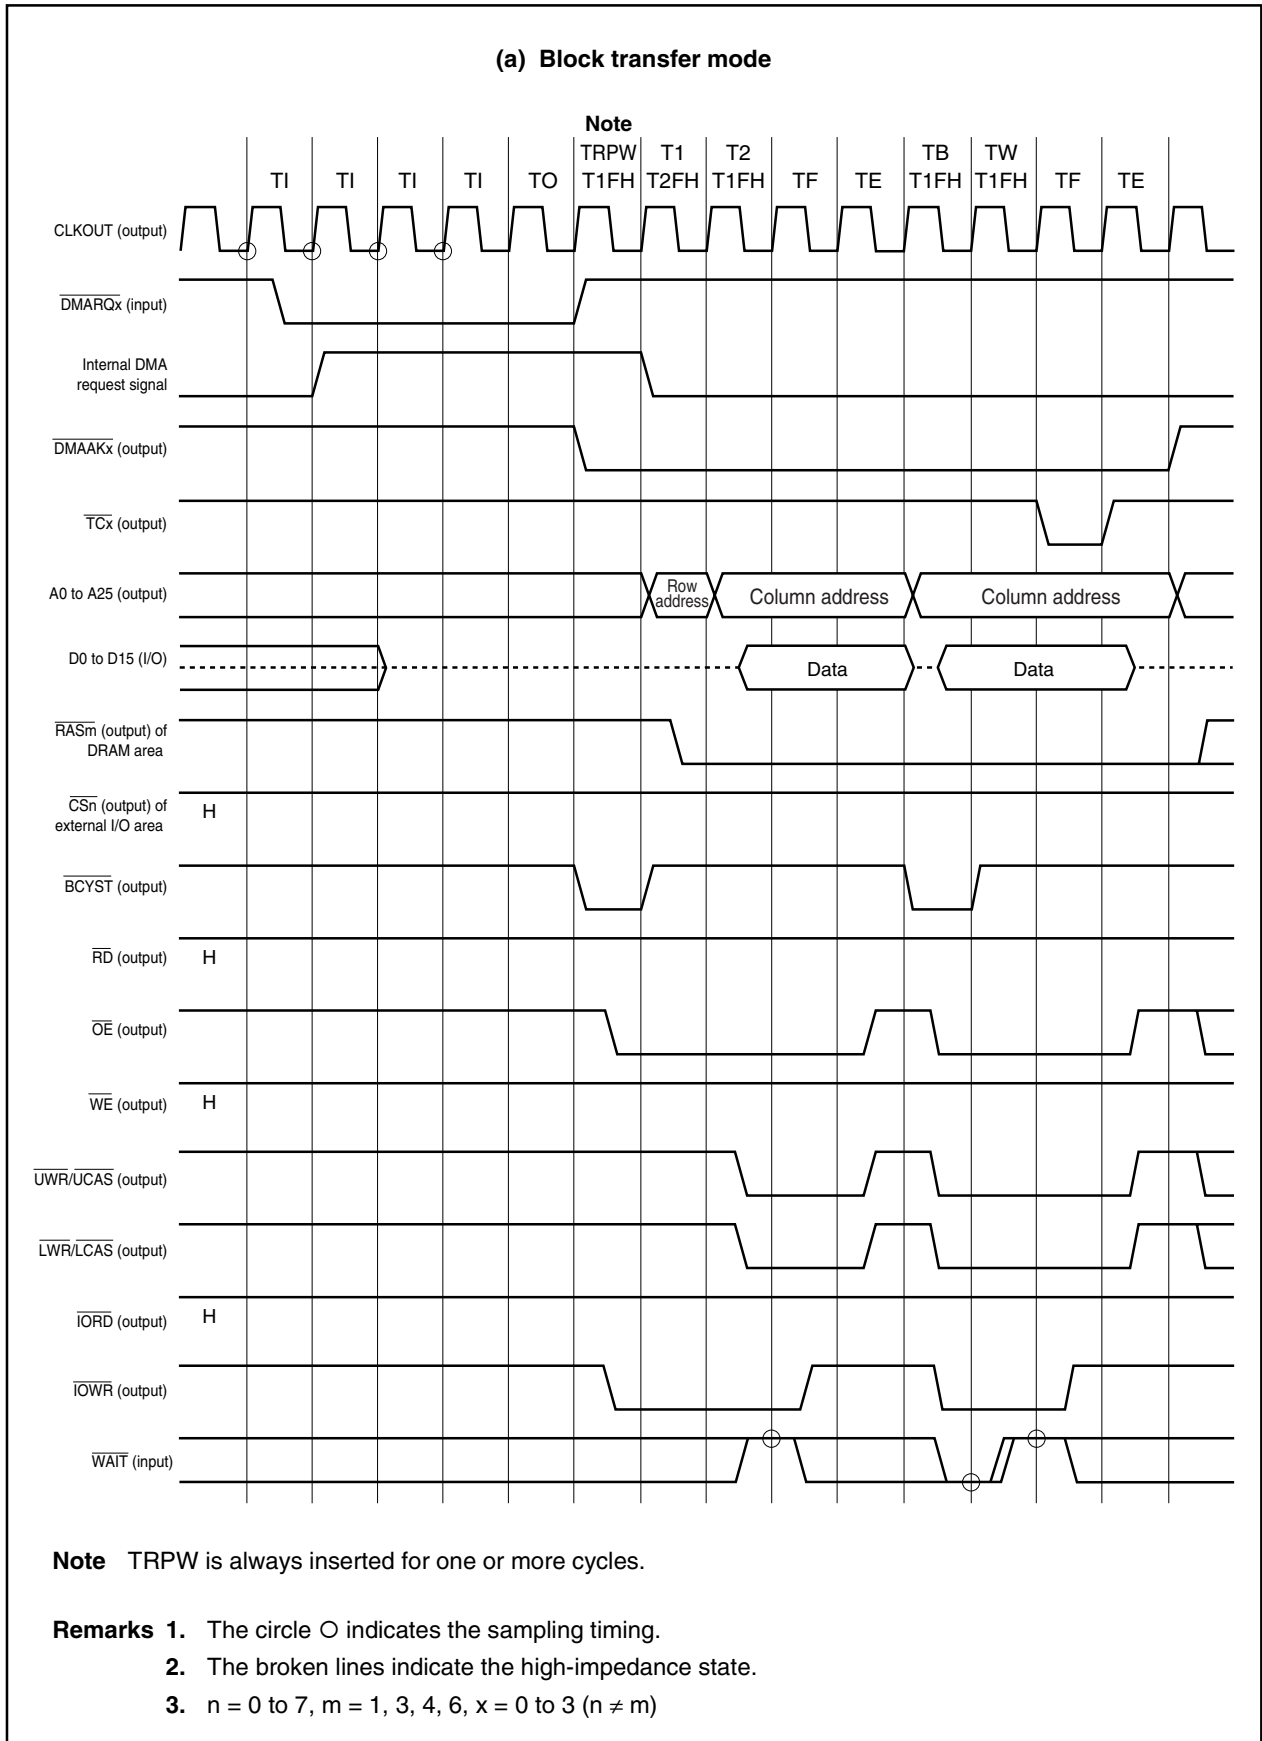 (a) Block transfer mode
Note
TRPW T1 T2 TB TW
TI TI TI TI TO T1FH T2FH T1FH TF TE T1FH T1FH TF TE
CLKOUT (output)
DMARQx (input)
Internal DMA
request signal
DMAAKx (output)
TCx (output)
A0 to A25 (output)
Row
address
Column address
Column address
D0 to D15 (I/O)
Data
Data
RASm (output) of
DRAM area
CSn (output) of
external I/O area
H
BCYST (output)
RD (output)
H
OE (output)
WE (output)
H
UWR/UCAS (output)
LWR/LCAS (output)
IORD (output)
H
IOWR (output)
WAIT (input)
Note TRPW is always inserted for one or more cycles.
Remarks 1. The circle ○ indicates the sampling timing.
2. The broken lines indicate the high-impedance state.
3. n = 0 to 7, m = 1, 3, 4, 6, x = 0 to 3 (n ≠ m)